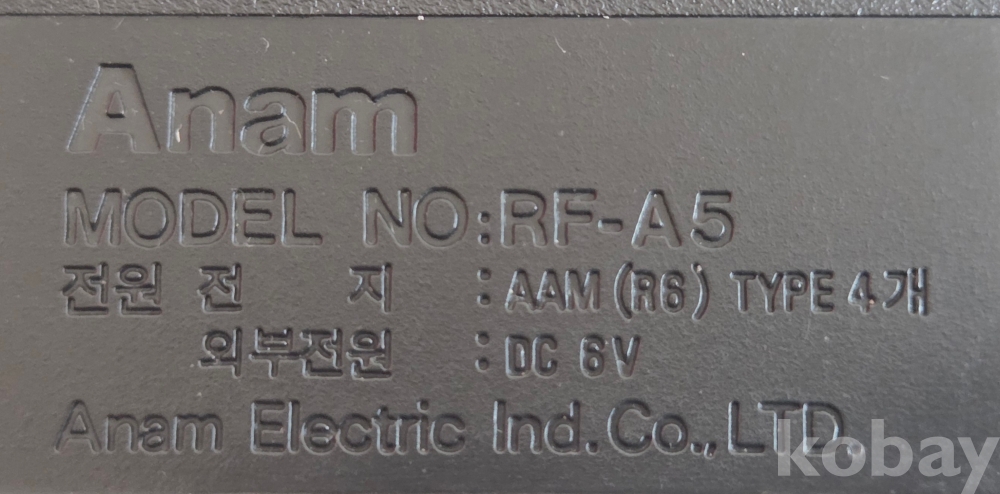 Anam
MODEL NO:RF-A5
전원 전 지 : AAM (R6) TYPE 4개
외부전원 : DC 6V
Anam Electric Ind. Co., LTD.
kobay